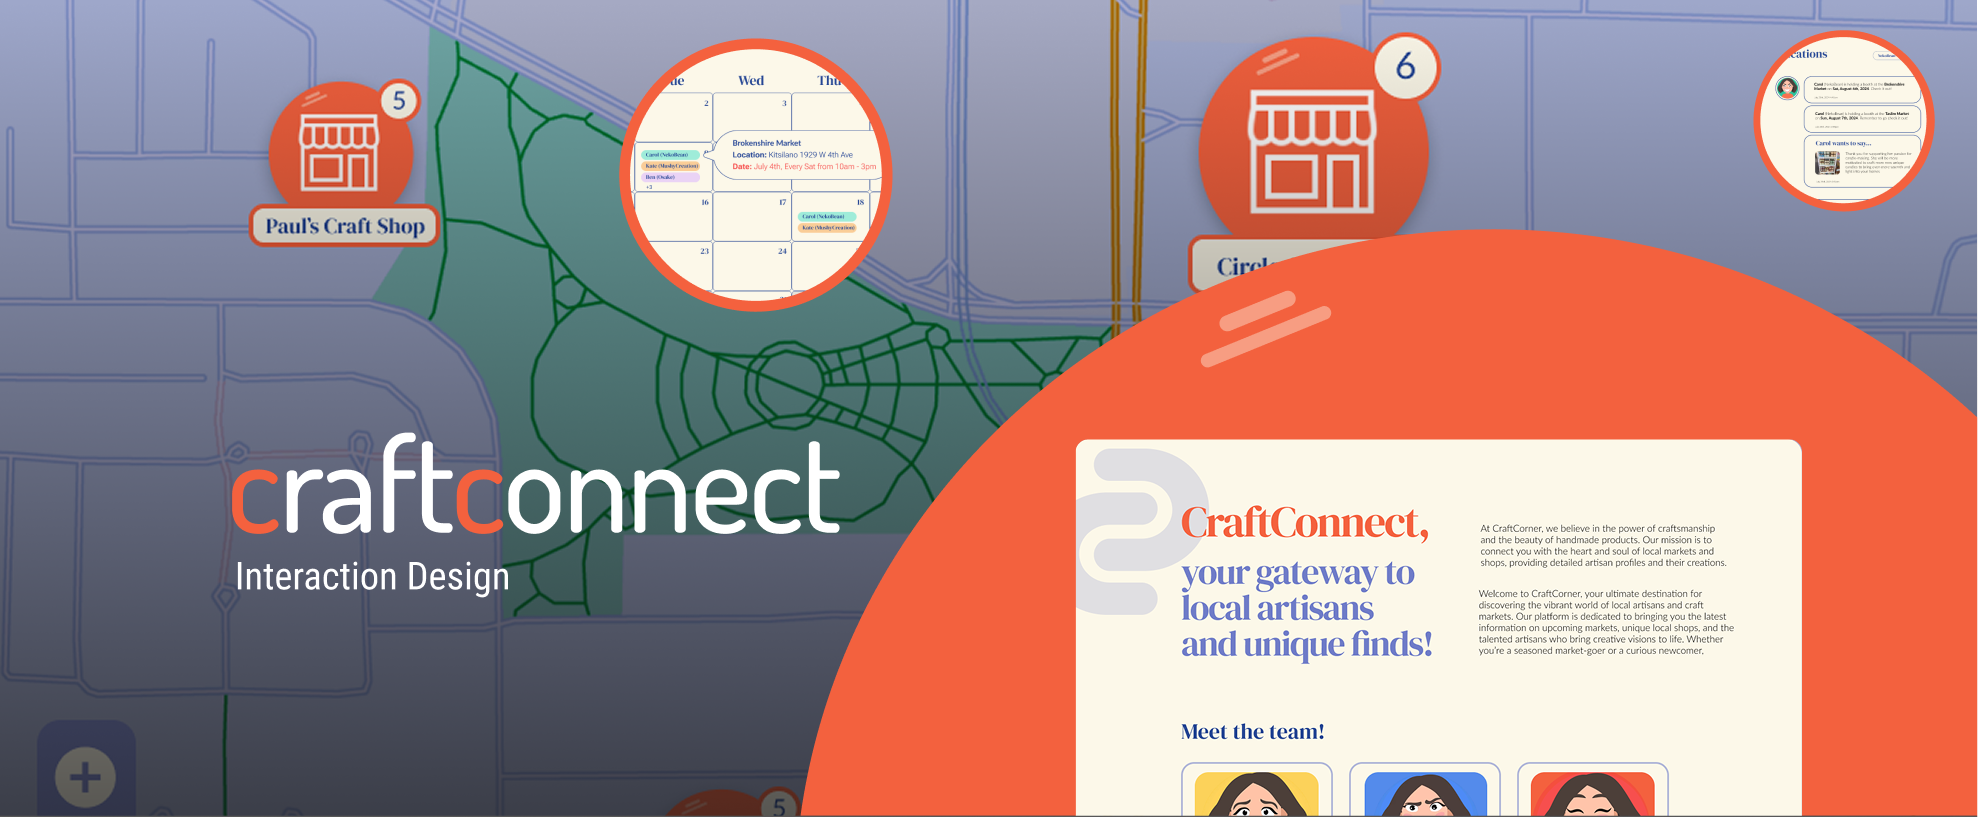 5
Paul's Craft Shop
ue Wed Thu
2 3
Brokenshire Market
Location: Kitsilano 1929 W 4th Ave
Date: July 4th, Every Sat from 10am - 3pm
Carol (NekoBean)
Kate (MushyCreation)
Ben (Osake)
+3
16 17 18
Carol (NekoBean)
Kate (MushyCreation)
23 24
6
Circl
cations
Carol wants to say...
craftconnect
Interaction Design
CraftConnect,
your gateway to
local artisans
and unique finds!
At CraftCorner, we believe in the power of craftsmanship
and the beauty of handmade products. Our mission is to
connect you with the heart and soul of local markets and
shops, providing detailed artisan profiles and their creations.
Welcome to CraftCorner, your ultimate destination for
discovering the vibrant world of local artisans and craft
markets. Our platform is dedicated to bringing you the latest
information on upcoming markets, unique local shops, and the
talented artisans who bring creative visions to life. Whether
you're a seasoned market-goer or a curious newcomer,
Meet the team!
5